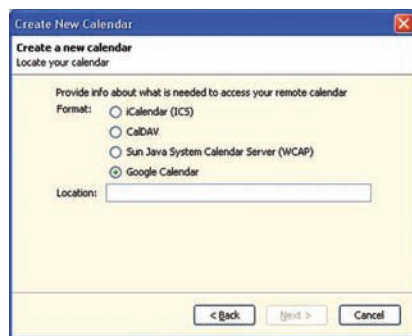 Create New Calendar
Create a new calendar
Locate your calendar
Provide info about what is needed to access your remote calendar
Format:
iCalendar (ICS)
CalDAV
Sun Java System Calendar Server (WCAP)
Google Calendar
Location:
< Back
Next >
Cancel